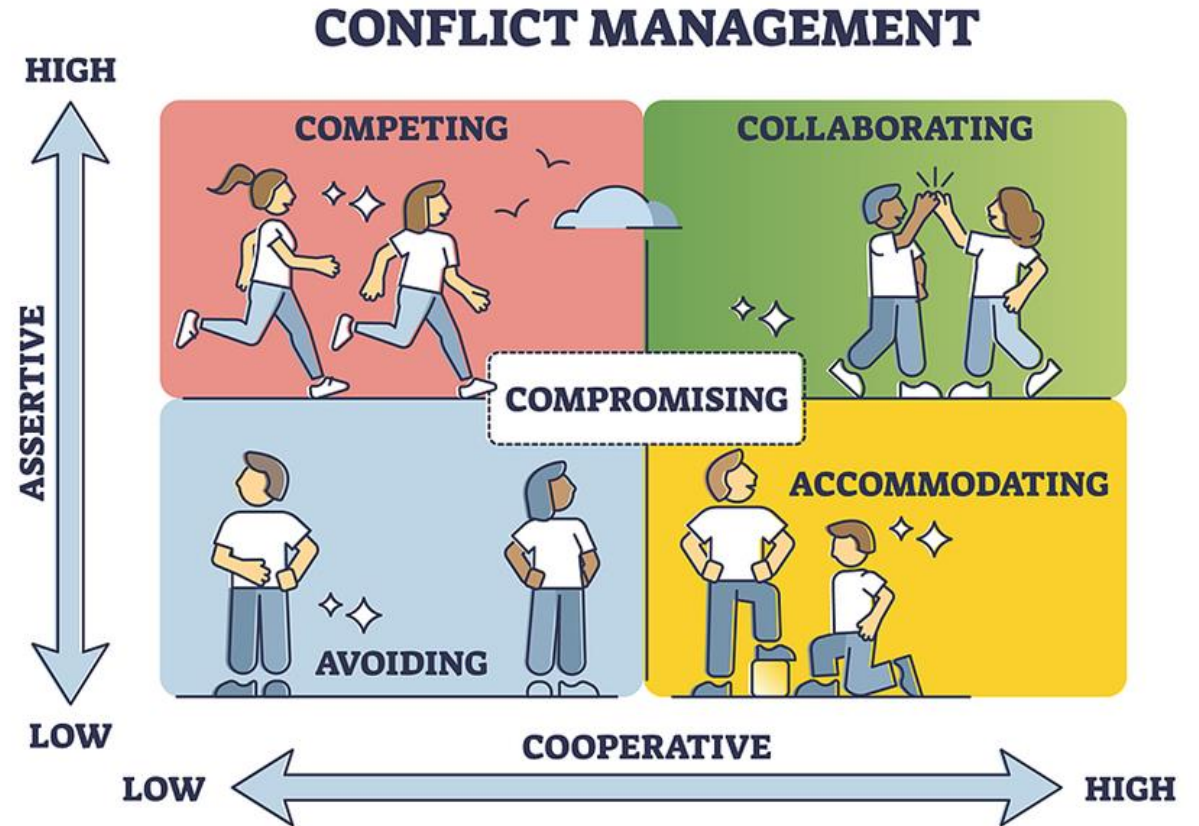 CONFLICT MANAGEMENT
HIGH
COMPETING
COLLABORATING
ASSERTIVE
COMPROMISING
ACCOMMODATING
AVOIDING
LOW
COOPERATIVE
LOW
HIGH